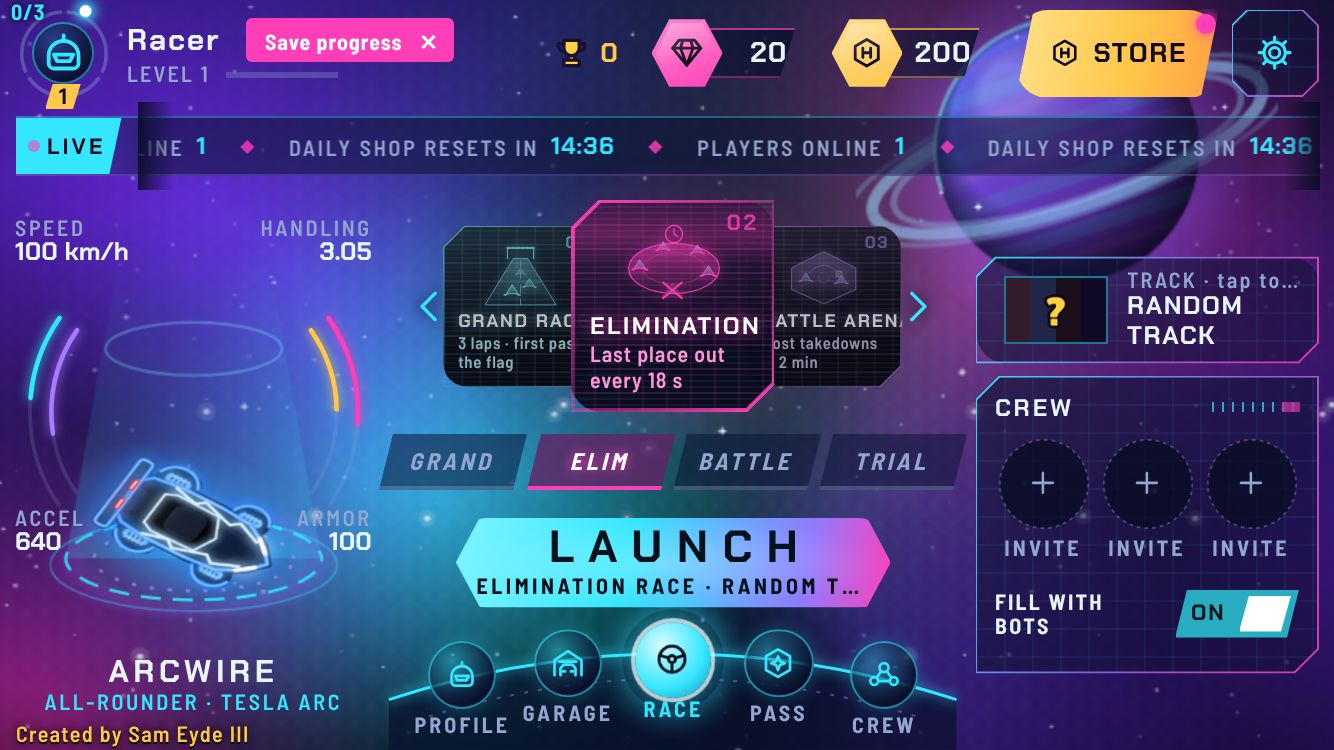 0/3
Racer
LEVEL 1
1
Save progress ✕
0
20
200
STORE
LIVE
LINE 1 ◆ DAILY SHOP RESETS IN 14:36 ◆ PLAYERS ONLINE 1 ◆ DAILY SHOP RESETS IN 14:36
SPEED
100 km/h
HANDLING
3.05
ACCEL
640
ARMOR
100
ARCWIRE
ALL-ROUNDER · TESLA ARC
Created by Sam Eyde III
GRAND RAC
3 laps · first pas
the flag
02
ELIMINATION
Last place out
every 18 s
03
ATTLE ARENA
ost takedowns
2 min
GRAND
ELIM
BATTLE
TRIAL
LAUNCH
ELIMINATION RACE · RANDOM T...
PROFILE
GARAGE
RACE
PASS
CREW
TRACK · tap to...
?
RANDOM
TRACK
CREW
INVITE
INVITE
INVITE
FILL WITH
BOTS
ON